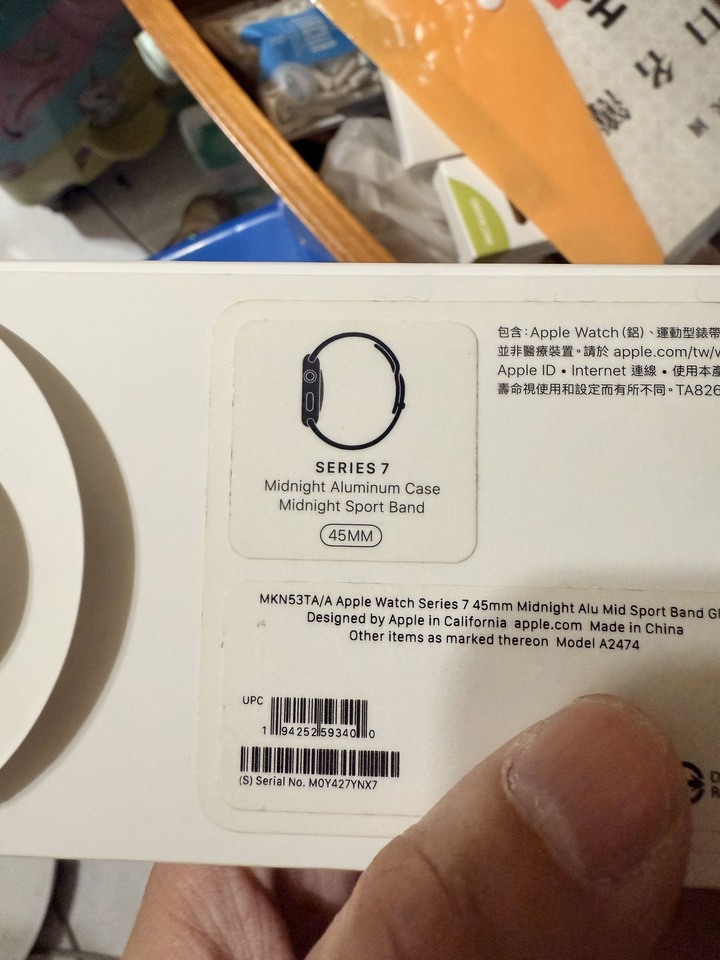 口名
包含：Apple Watch（鋁）、運動型錶帶
並非醫療裝置。請於 apple.com/tw/w
Apple ID • Internet 連線 • 使用本產
壽命視使用和設定而有所不同。TA826
SERIES 7
Midnight Aluminum Case
Midnight Sport Band
45MM
MKN53TA/A Apple Watch Series 7 45mm Midnight Alu Mid Sport Band GP
Designed by Apple in California apple.com Made in China
Other items as marked thereon Model A2474
UPC
1 94252 59340 0
(S) Serial No. M0Y427YNX7